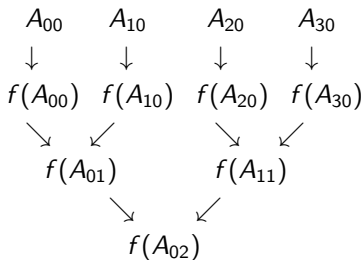 A₀₀ A₁₀ A₂₀ A₃₀
f(A₀₀) f(A₁₀) f(A₂₀) f(A₃₀)
f(A₀₁) f(A₁₁)
f(A₀₂)